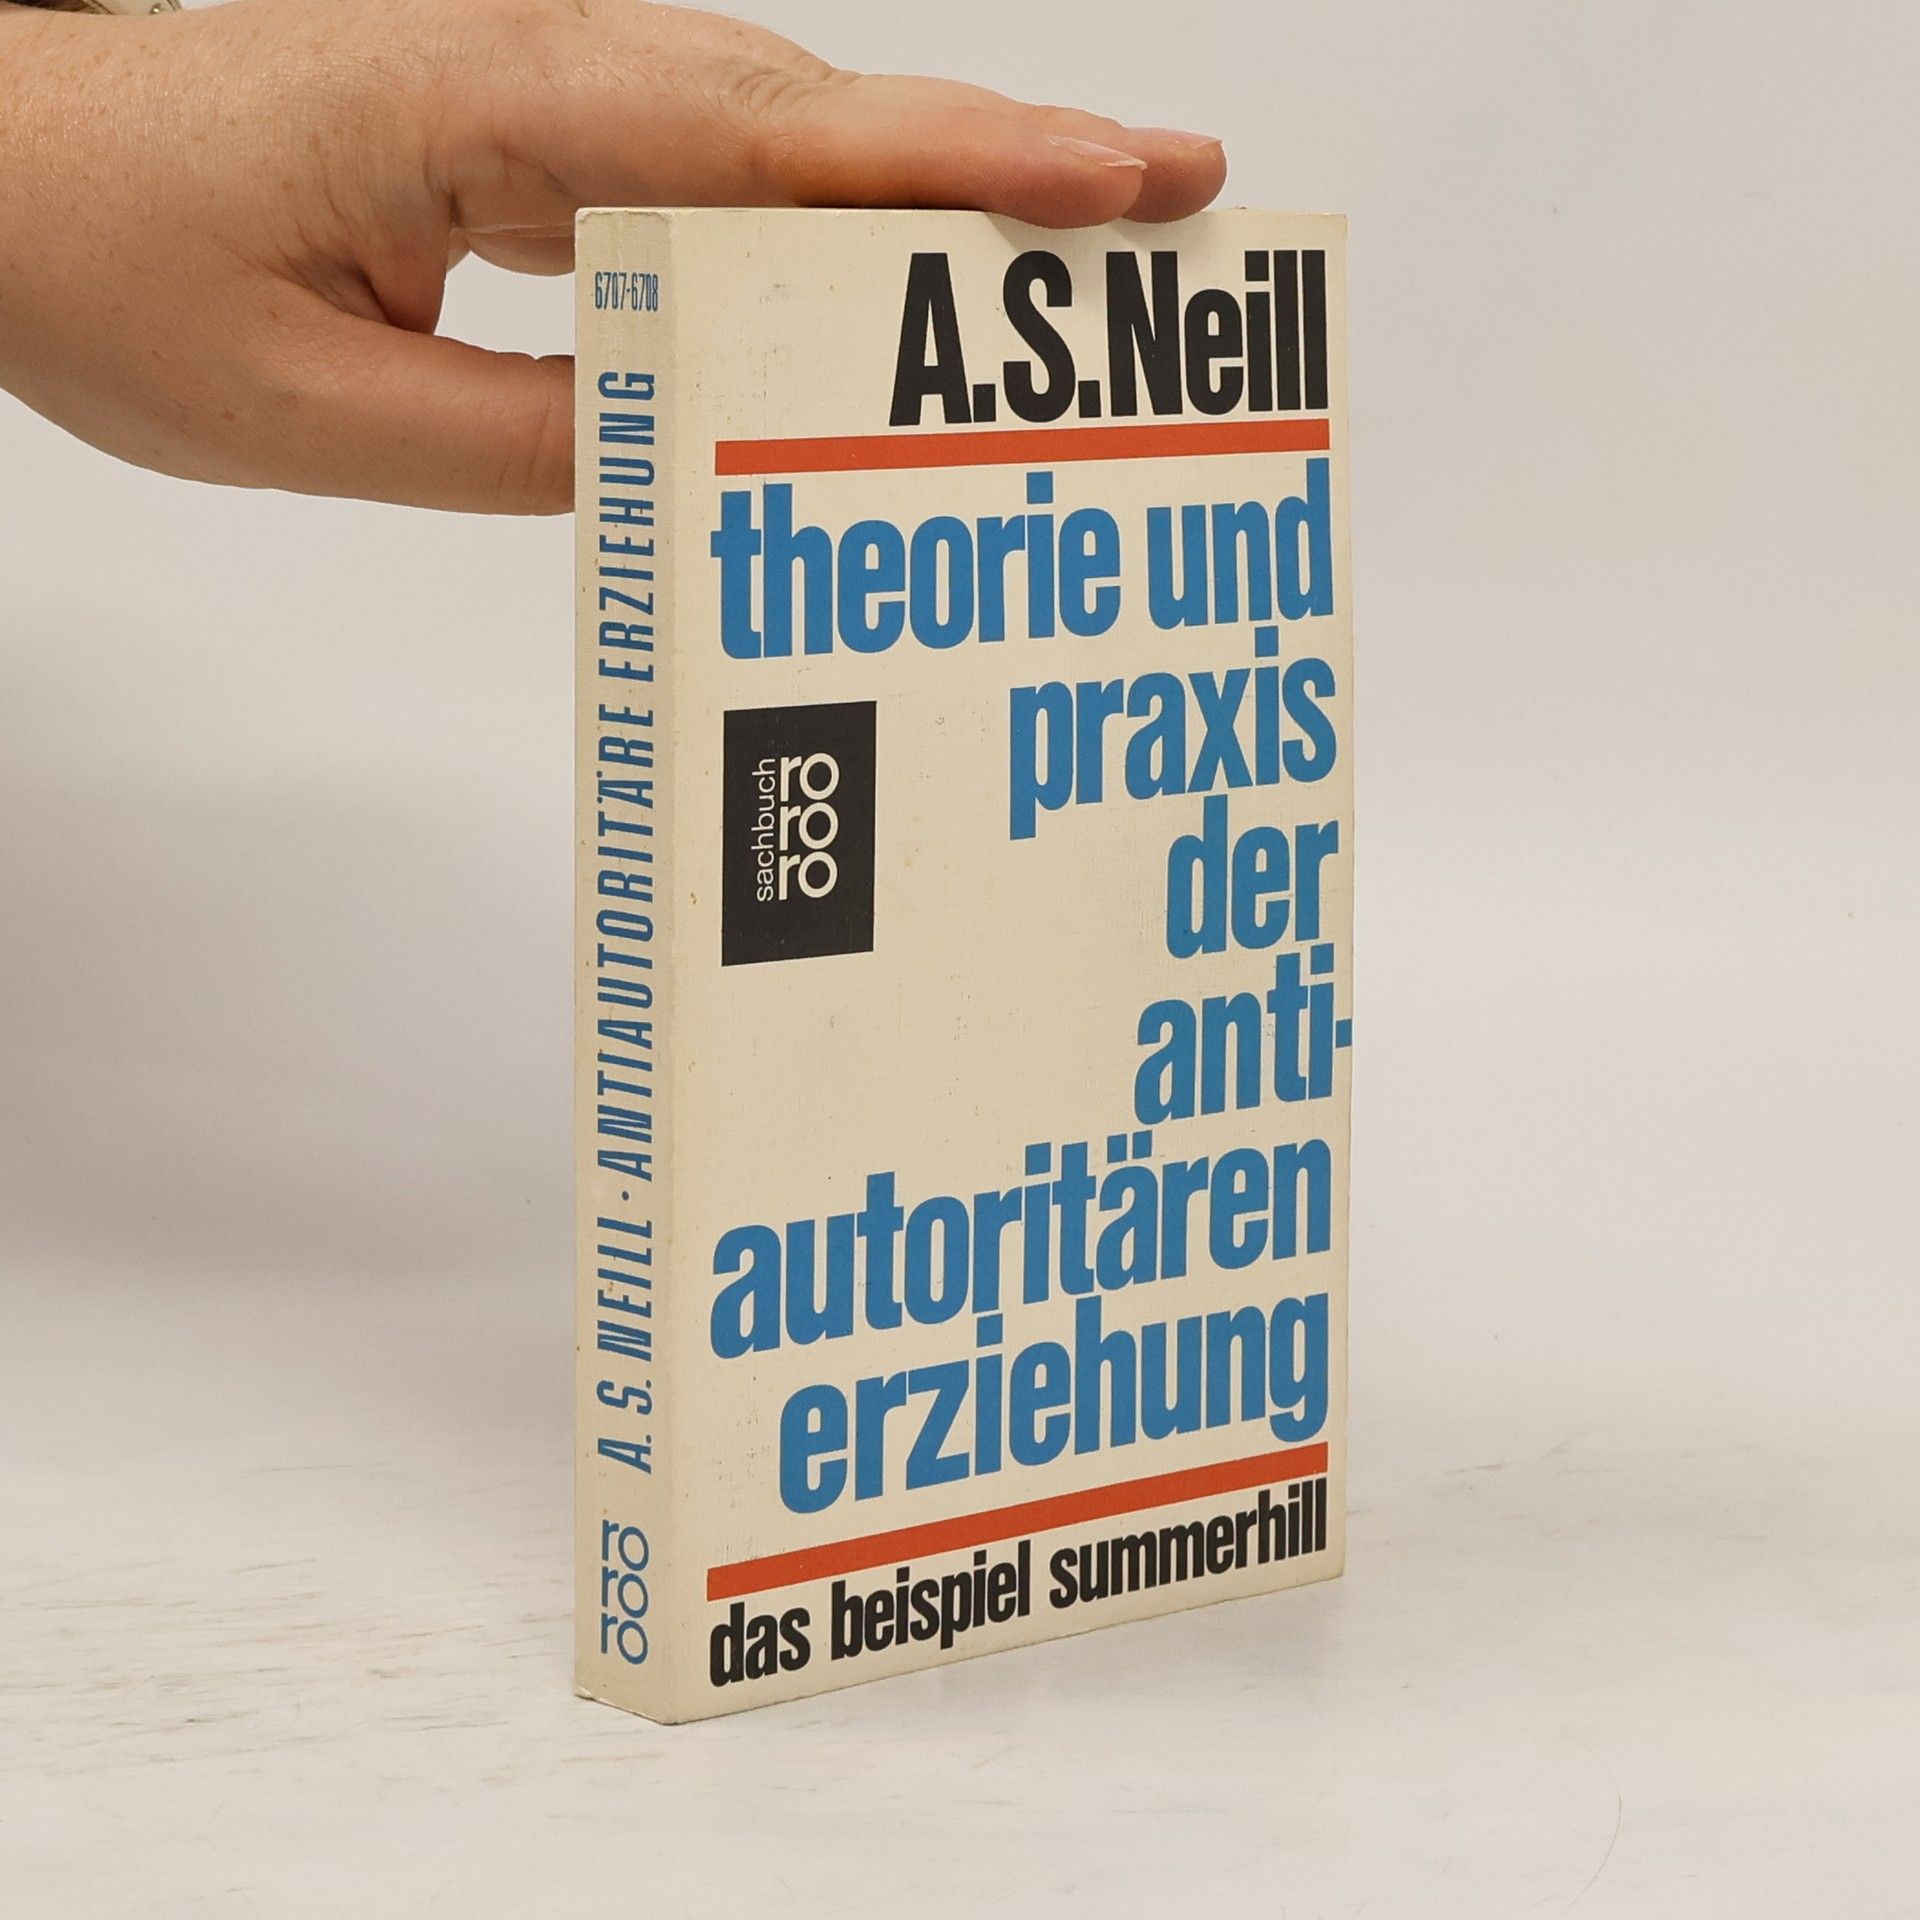 6707-6708
A. S. NEILL · ANTIAUTORITÄRE ERZIEHUNG
ro
ro
ro
A.S.Neill
theorie und
praxis
der
anti-
autoritären
erziehung
sachbuch
ro
ro
ro
das beispiel summerhill